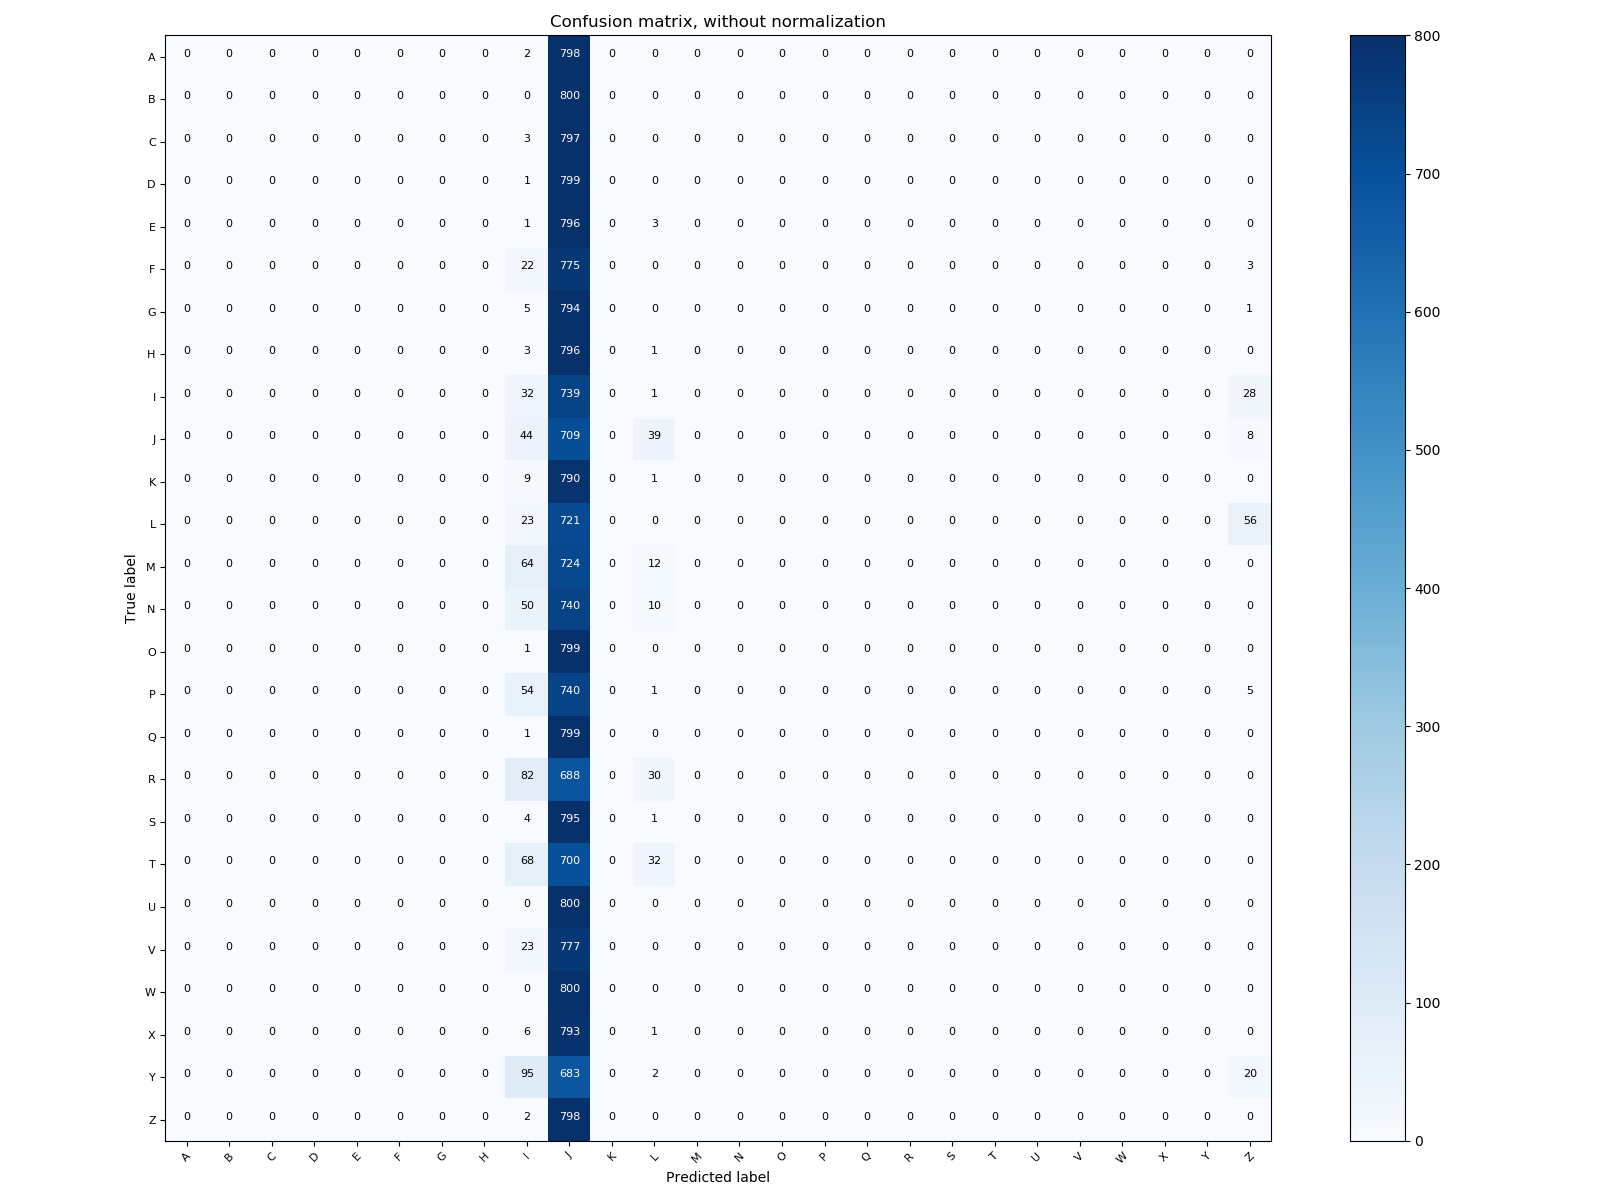 Confusion matrix, without normalization
A 0 0 0 0 0 0 0 0 2 798 0 0 0 0 0 0 0 0 0 0 0 0 0 0 0 0
B 0 0 0 0 0 0 0 0 0 800 0 0 0 0 0 0 0 0 0 0 0 0 0 0 0 0
C 0 0 0 0 0 0 0 0 3 797 0 0 0 0 0 0 0 0 0 0 0 0 0 0 0 0
D 0 0 0 0 0 0 0 0 1 799 0 0 0 0 0 0 0 0 0 0 0 0 0 0 0 0
E 0 0 0 0 0 0 0 0 1 796 0 3 0 0 0 0 0 0 0 0 0 0 0 0 0 0
F 0 0 0 0 0 0 0 0 22 775 0 0 0 0 0 0 0 0 0 0 0 0 0 0 0 3
G 0 0 0 0 0 0 0 0 5 794 0 0 0 0 0 0 0 0 0 0 0 0 0 0 0 1
H 0 0 0 0 0 0 0 0 3 796 0 1 0 0 0 0 0 0 0 0 0 0 0 0 0 0
I 0 0 0 0 0 0 0 0 32 739 0 1 0 0 0 0 0 0 0 0 0 0 0 0 0 28
J 0 0 0 0 0 0 0 0 44 709 0 39 0 0 0 0 0 0 0 0 0 0 0 0 0 8
K 0 0 0 0 0 0 0 0 9 790 0 1 0 0 0 0 0 0 0 0 0 0 0 0 0 0
L 0 0 0 0 0 0 0 0 23 721 0 0 0 0 0 0 0 0 0 0 0 0 0 0 0 56
M 0 0 0 0 0 0 0 0 64 724 0 12 0 0 0 0 0 0 0 0 0 0 0 0 0 0
N 0 0 0 0 0 0 0 0 50 740 0 10 0 0 0 0 0 0 0 0 0 0 0 0 0 0
O 0 0 0 0 0 0 0 0 1 799 0 0 0 0 0 0 0 0 0 0 0 0 0 0 0 0
P 0 0 0 0 0 0 0 0 54 740 0 1 0 0 0 0 0 0 0 0 0 0 0 0 0 5
Q 0 0 0 0 0 0 0 0 1 799 0 0 0 0 0 0 0 0 0 0 0 0 0 0 0 0
R 0 0 0 0 0 0 0 0 82 688 0 30 0 0 0 0 0 0 0 0 0 0 0 0 0 0
S 0 0 0 0 0 0 0 0 4 795 0 1 0 0 0 0 0 0 0 0 0 0 0 0 0 0
T 0 0 0 0 0 0 0 0 68 700 0 32 0 0 0 0 0 0 0 0 0 0 0 0 0 0
U 0 0 0 0 0 0 0 0 0 800 0 0 0 0 0 0 0 0 0 0 0 0 0 0 0 0
V 0 0 0 0 0 0 0 0 23 777 0 0 0 0 0 0 0 0 0 0 0 0 0 0 0 0
W 0 0 0 0 0 0 0 0 0 800 0 0 0 0 0 0 0 0 0 0 0 0 0 0 0 0
X 0 0 0 0 0 0 0 0 6 793 0 1 0 0 0 0 0 0 0 0 0 0 0 0 0 0
Y 0 0 0 0 0 0 0 0 95 683 0 2 0 0 0 0 0 0 0 0 0 0 0 0 0 20
Z 0 0 0 0 0 0 0 0 2 798 0 0 0 0 0 0 0 0 0 0 0 0 0 0 0 0
A B C D E F G H I J K L M N O P Q R S T U V W X Y Z
Predicted label
True label
800
700
600
500
400
300
200
100
0